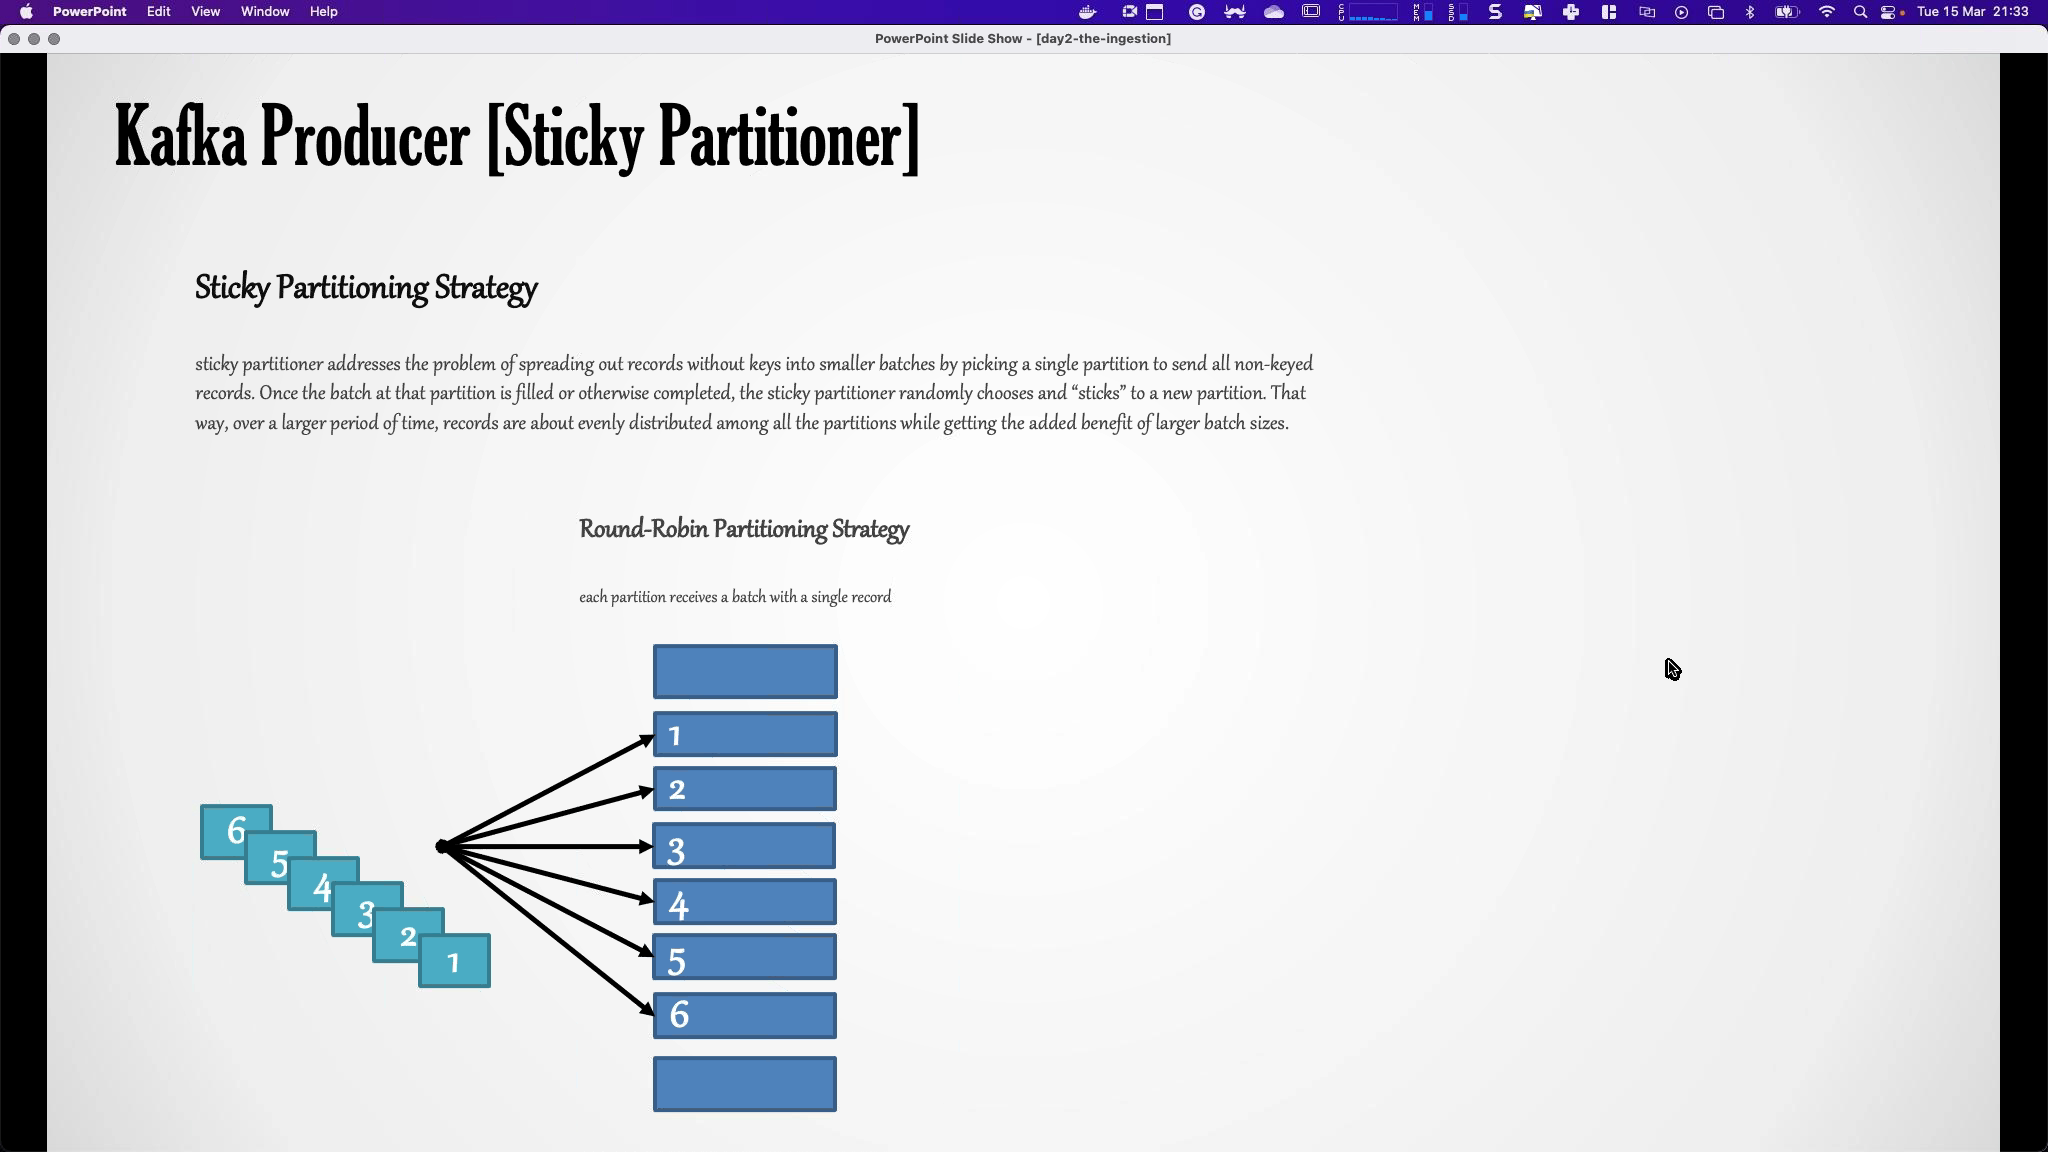 PowerPoint Edit View Window Help
Tue 15 Mar 21:33
PowerPoint Slide Show - [day2-the-ingestion]
Kafka Producer [Sticky Partitioner]
Sticky Partitioning Strategy
sticky partitioner addresses the problem of spreading out records without keys into smaller batches by picking a single partition to send all non-keyed
records. Once the batch at that partition is filled or otherwise completed, the sticky partitioner randomly chooses and “sticks” to a new partition. That
way, over a larger period of time, records are about evenly distributed among all the partitions while getting the added benefit of larger batch sizes.
Round-Robin Partitioning Strategy
each partition receives a batch with a single record
1
2
3
4
5
6
6
5
4
3
2
1